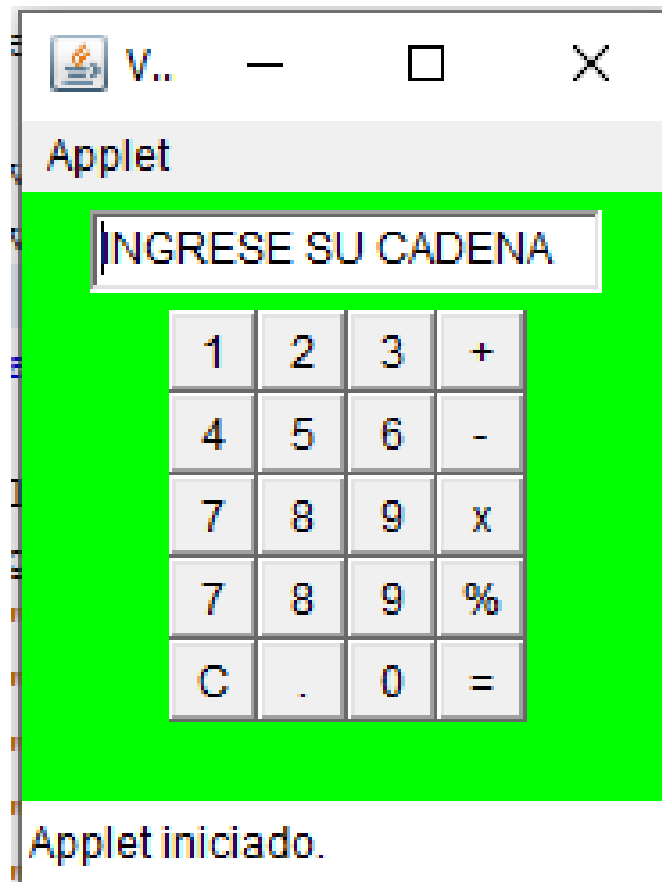 V..
Applet
INGRESE SU CADENA
1 2 3 +
4 5 6 -
7 8 9 x
7 8 9 %
C . 0 =
Applet iniciado.